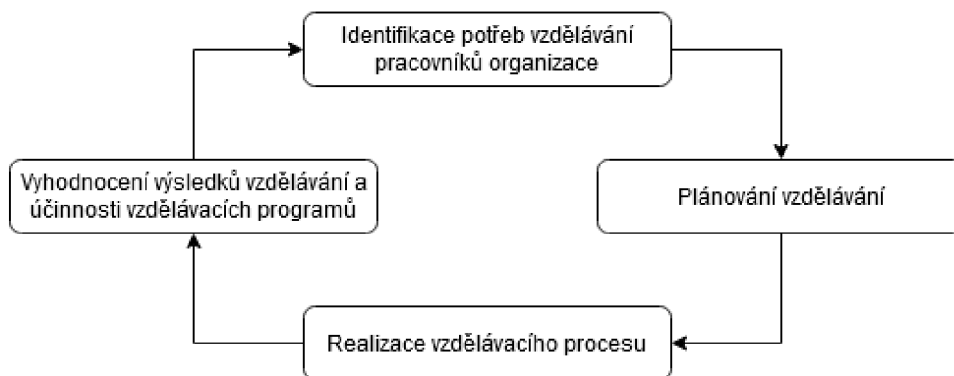 Identifikace potřeb vzdělávání
pracovníků organizace
Vyhodnocení výsledků vzdělávání a
účinnosti vzdělávacích programů
Plánování vzdělávání
Realizace vzdělávacího procesu